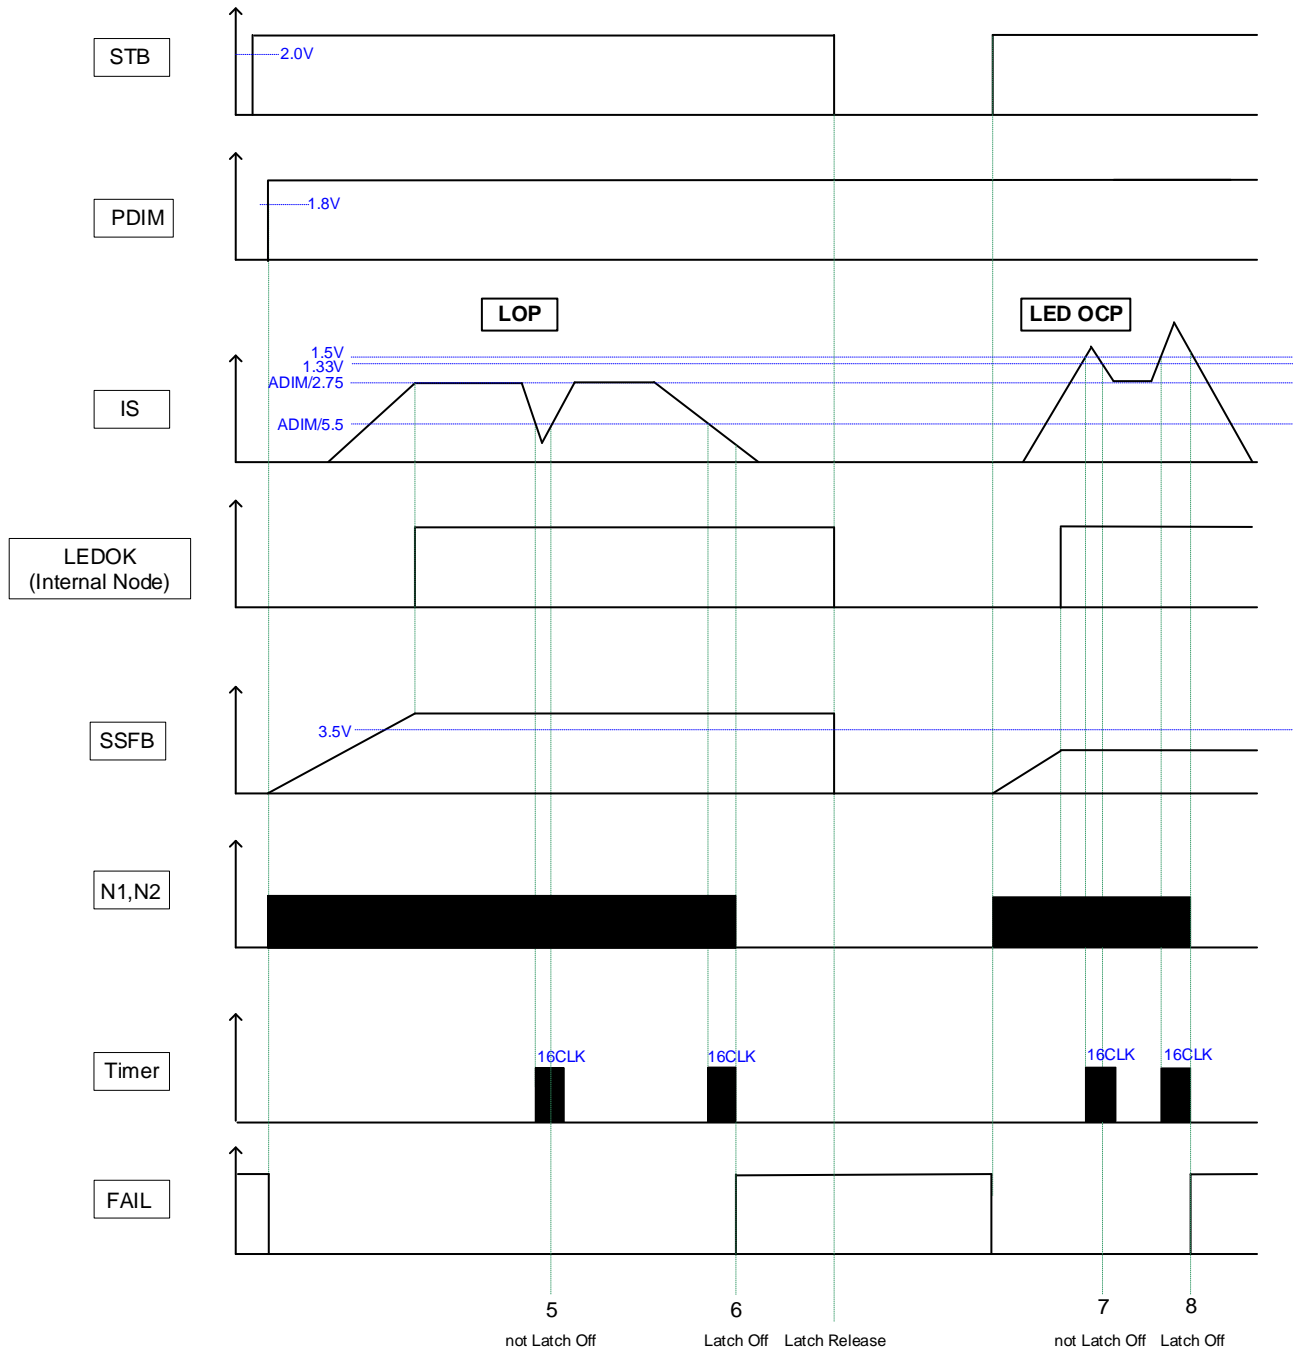 STB
2.0V
PDIM
1.8V
LOP
LED OCP
IS
1.5V
1.33V
ADIM/2.75
ADIM/5.5
LEDOK
(Internal Node)
SSFB
3.5V
N1,N2
Timer
16CLK
16CLK
16CLK
16CLK
FAIL
5
6
7
8
not Latch Off
Latch Off
Latch Release
not Latch Off
Latch Off